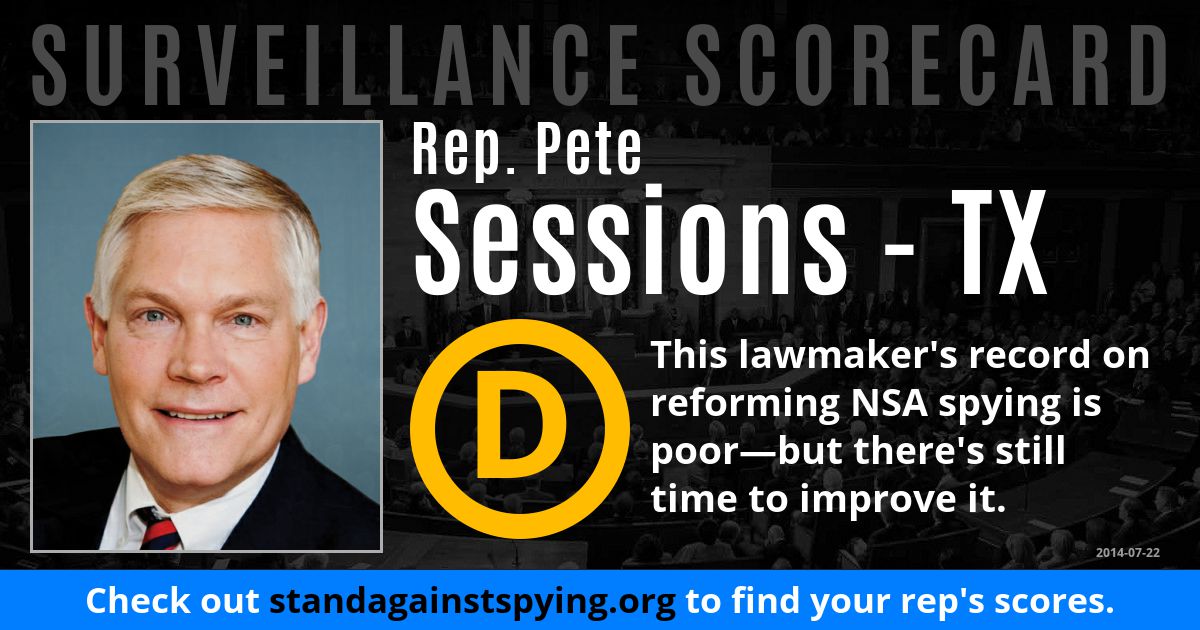 SURVEILLANCE SCORECARD
Rep. Pete
Sessions - TX
D
This lawmaker's record on
reforming NSA spying is
poor—but there's still
time to improve it.
2014-07-22
Check out standagainstspying.org to find your rep's scores.